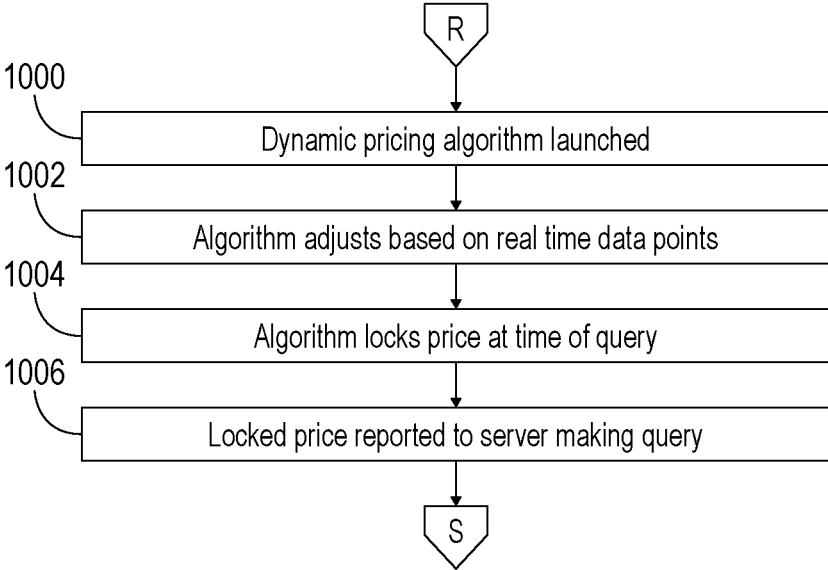 R
1000
Dynamic pricing algorithm launched
1002
Algorithm adjusts based on real time data points
1004
Algorithm locks price at time of query
1006
Locked price reported to server making query
S